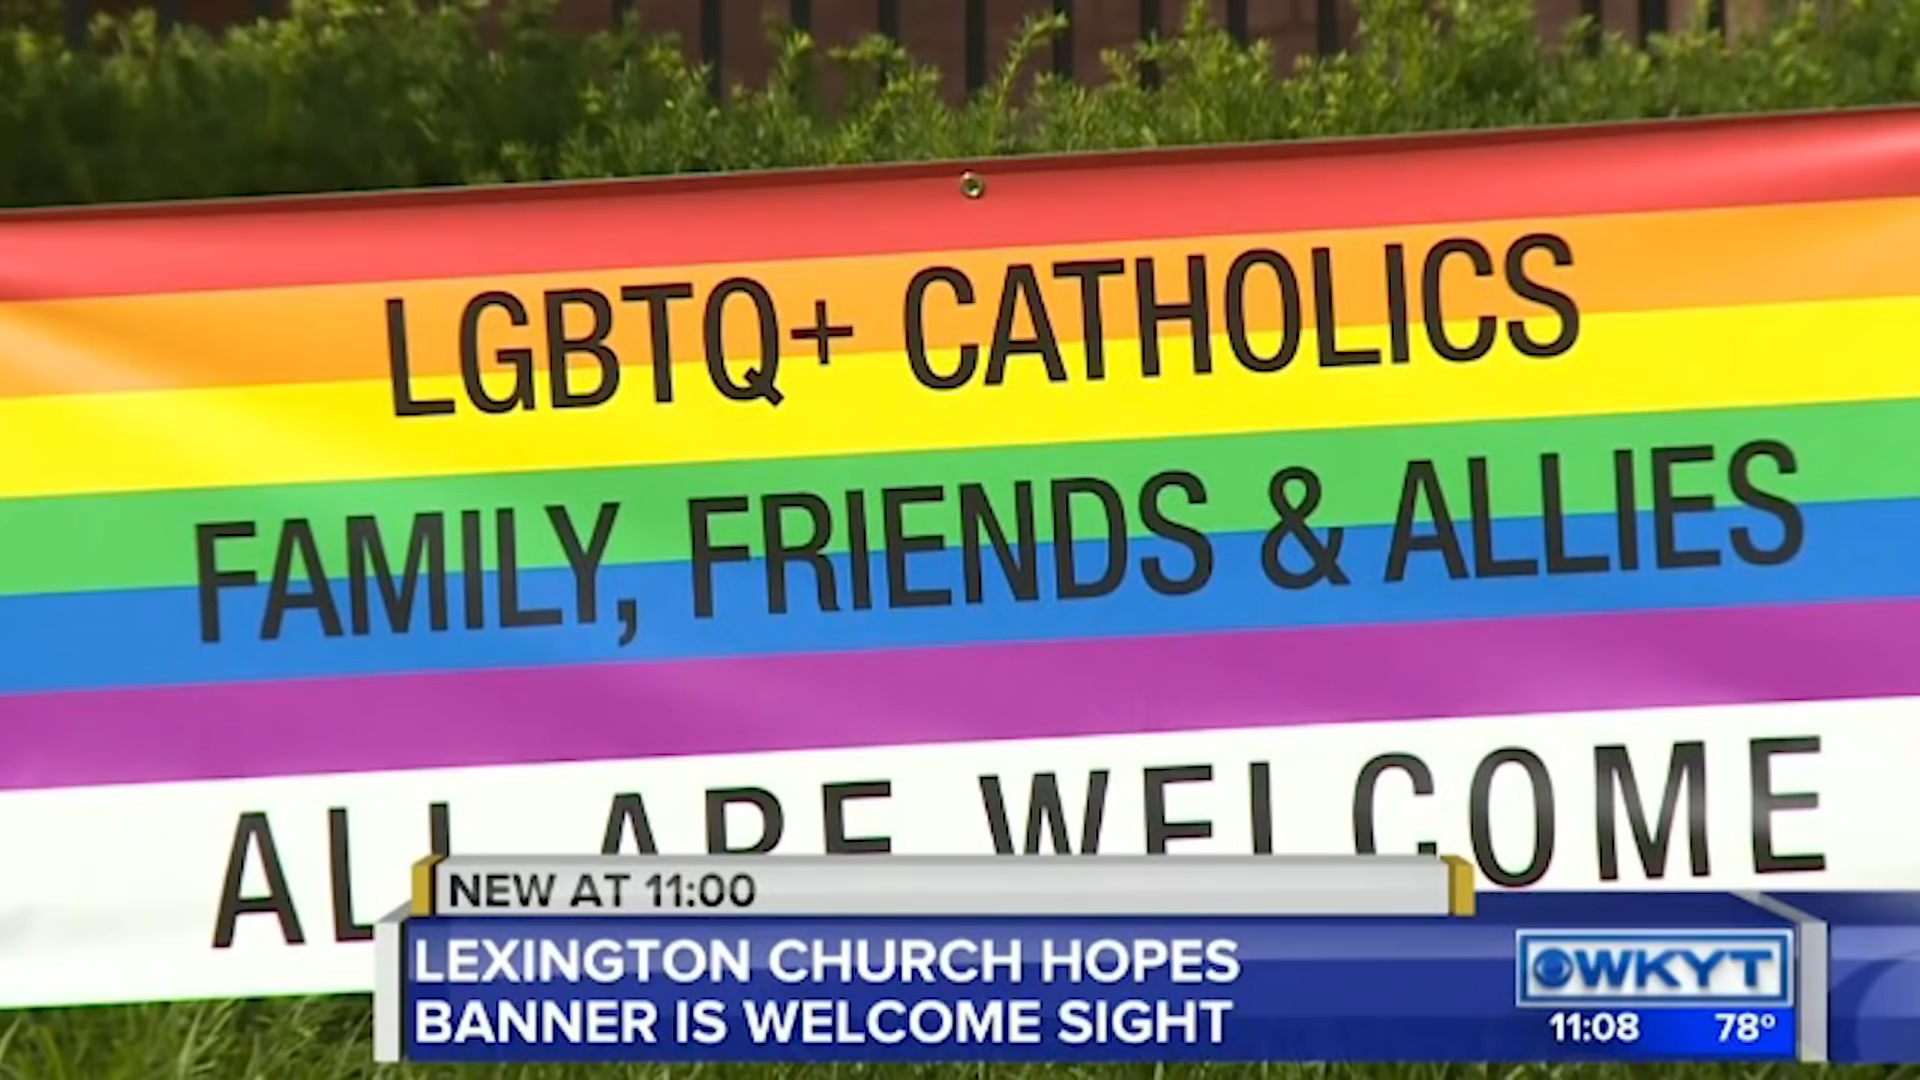 LGBTQ+ CATHOLICS
FAMILY, FRIENDS & ALLIES
ALL ARE WELCOME
NEW AT 11:00
LEXINGTON CHURCH HOPES
BANNER IS WELCOME SIGHT
WKYT
11:08 78°